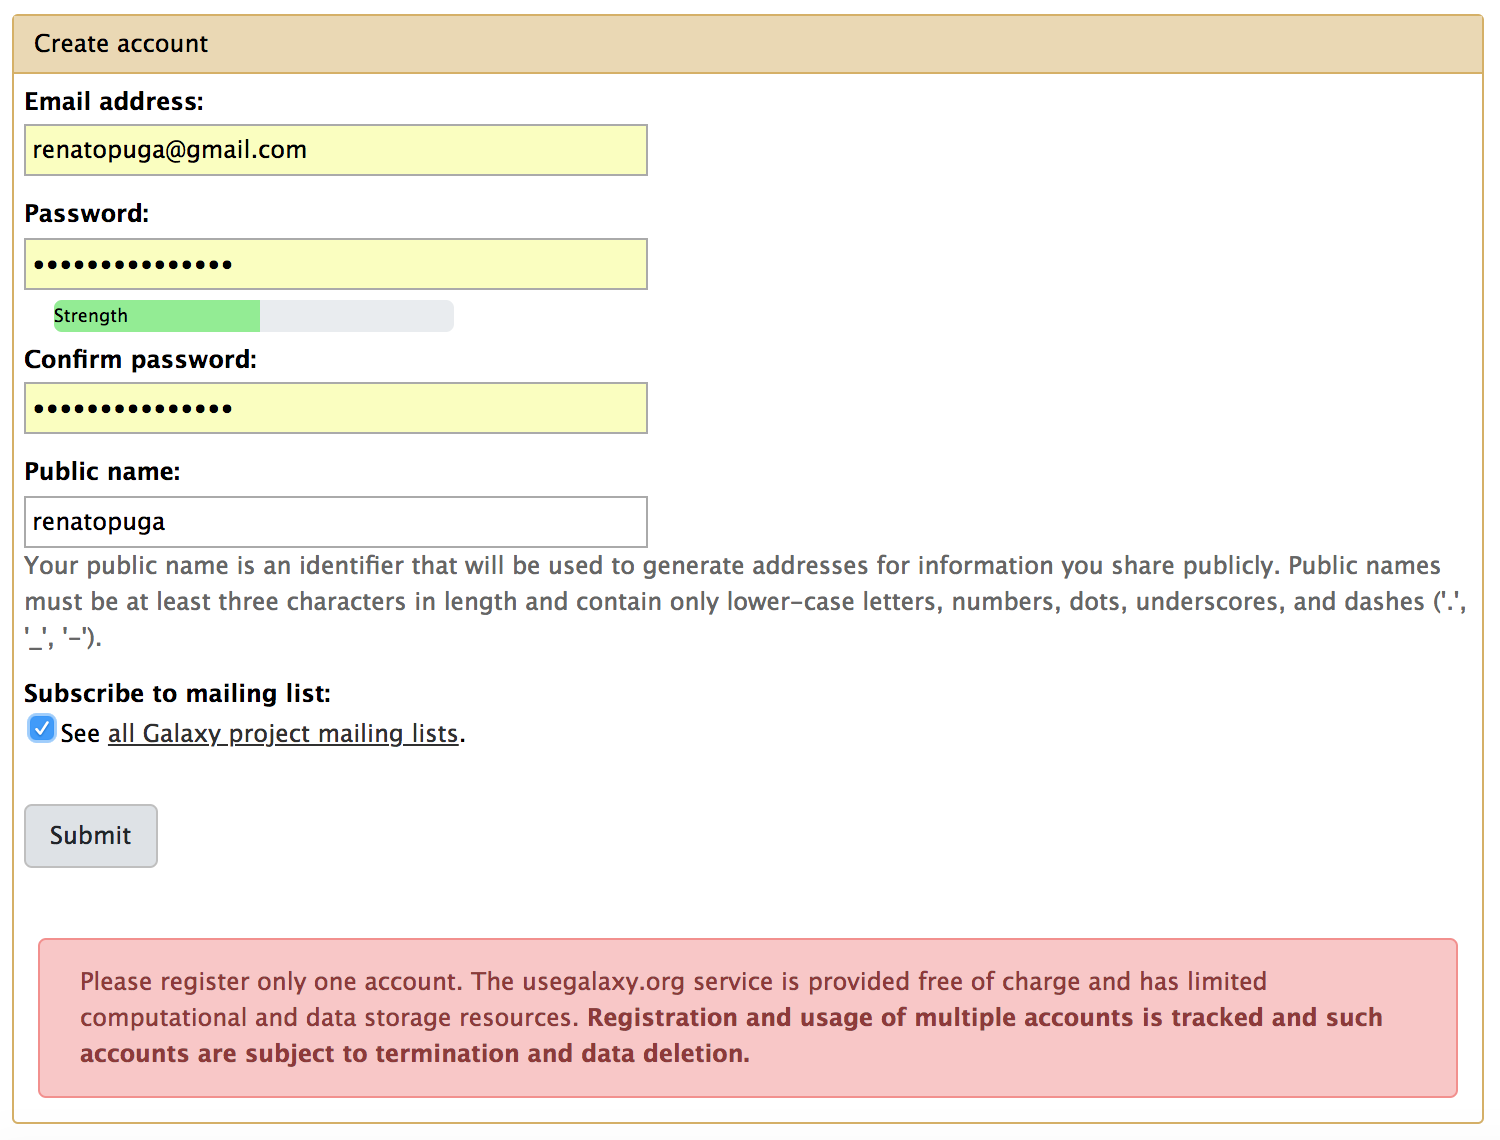 Create account
Email address:
renatopuga@gmail.com
Password:
•••••••••••••••
Strength
Confirm password:
•••••••••••••••
Public name:
renatopuga
Your public name is an identifier that will be used to generate addresses for information you share publicly. Public names
must be at least three characters in length and contain only lower-case letters, numbers, dots, underscores, and dashes ('.',
'_', '-').
Subscribe to mailing list:
See all Galaxy project mailing lists.
Submit
Please register only one account. The usegalaxy.org service is provided free of charge and has limited
computational and data storage resources. Registration and usage of multiple accounts is tracked and such
accounts are subject to termination and data deletion.